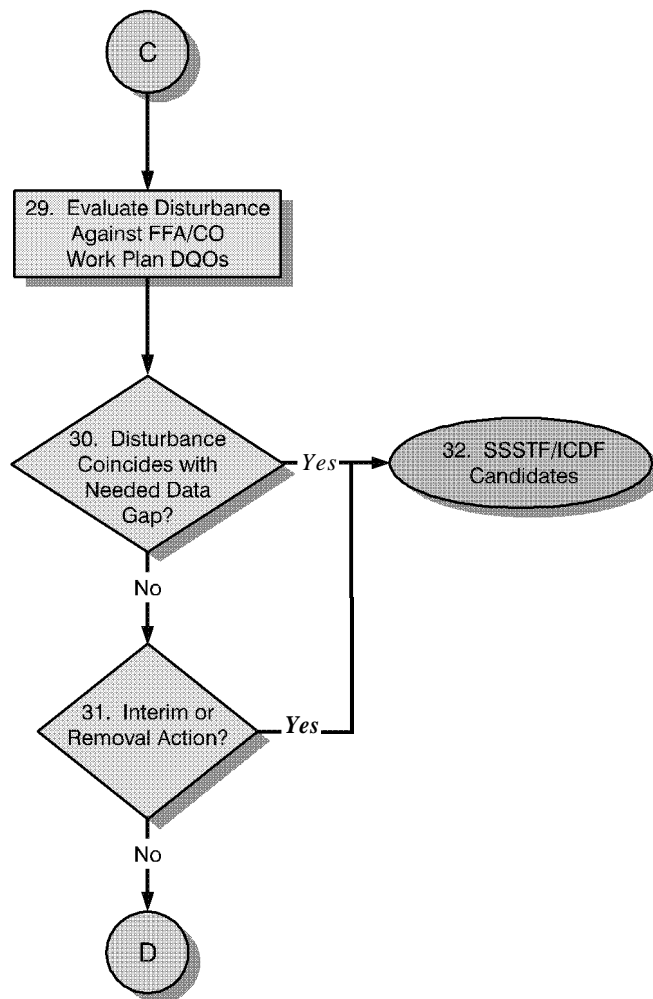 C
29. Evaluate Disturbance
Against FFA/CO
Work Plan DQOs
30. Disturbance
Coincides with
Needed Data
Gap?
Yes
32. SSSTF/ICDF
Candidates
No
31. Interim or
Removal Action?
Yes
No
D